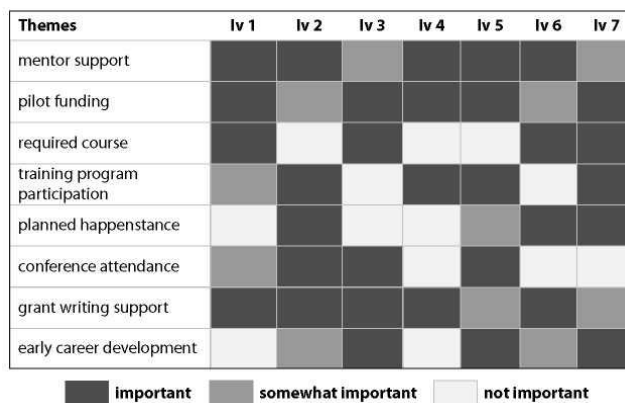 Themes Iv 1 Iv 2 Iv 3 Iv 4 Iv 5 Iv 6 Iv 7
mentor support
pilot funding
required course
training program
participation
planned happenstance
conference attendance
grant writing support
early career development
important somewhat important not important